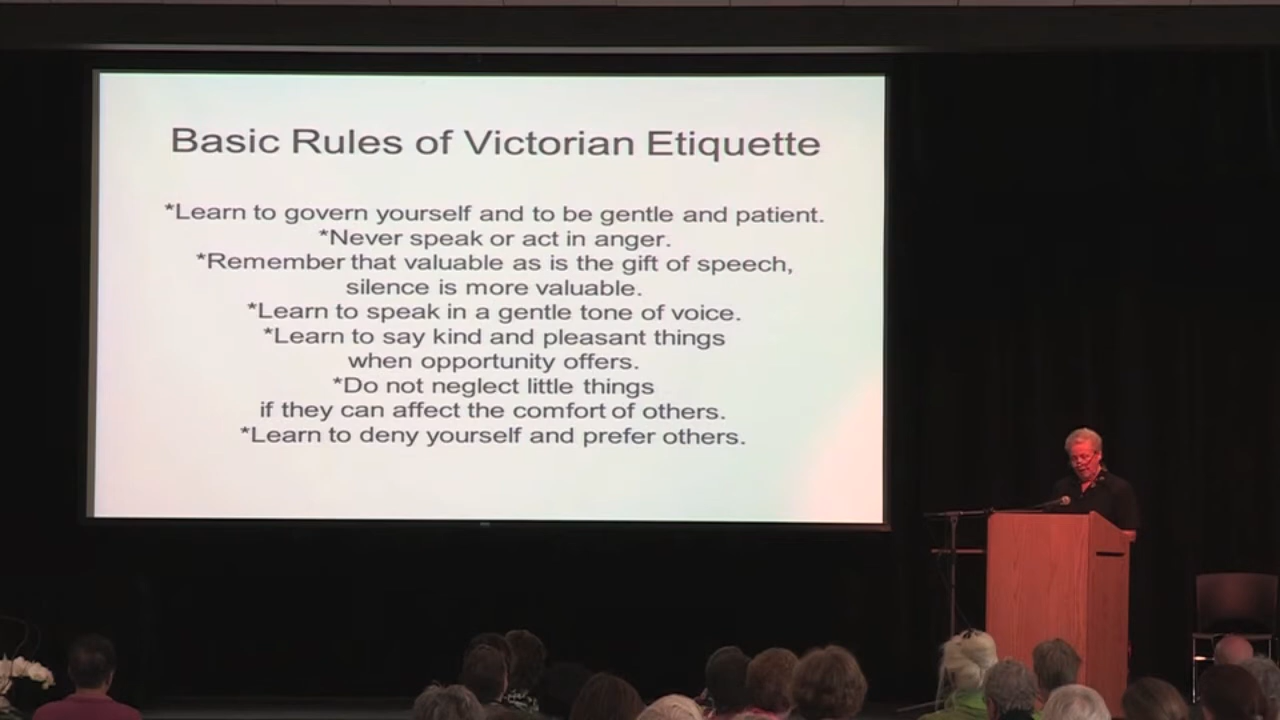 Basic Rules of Victorian Etiquette
*Learn to govern yourself and to be gentle and patient.
*Never speak or act in anger.
*Remember that valuable as is the gift of speech,
silence is more valuable.
*Learn to speak in a gentle tone of voice.
*Learn to say kind and pleasant things
when opportunity offers.
*Do not neglect little things
if they can affect the comfort of others.
*Learn to deny yourself and prefer others.